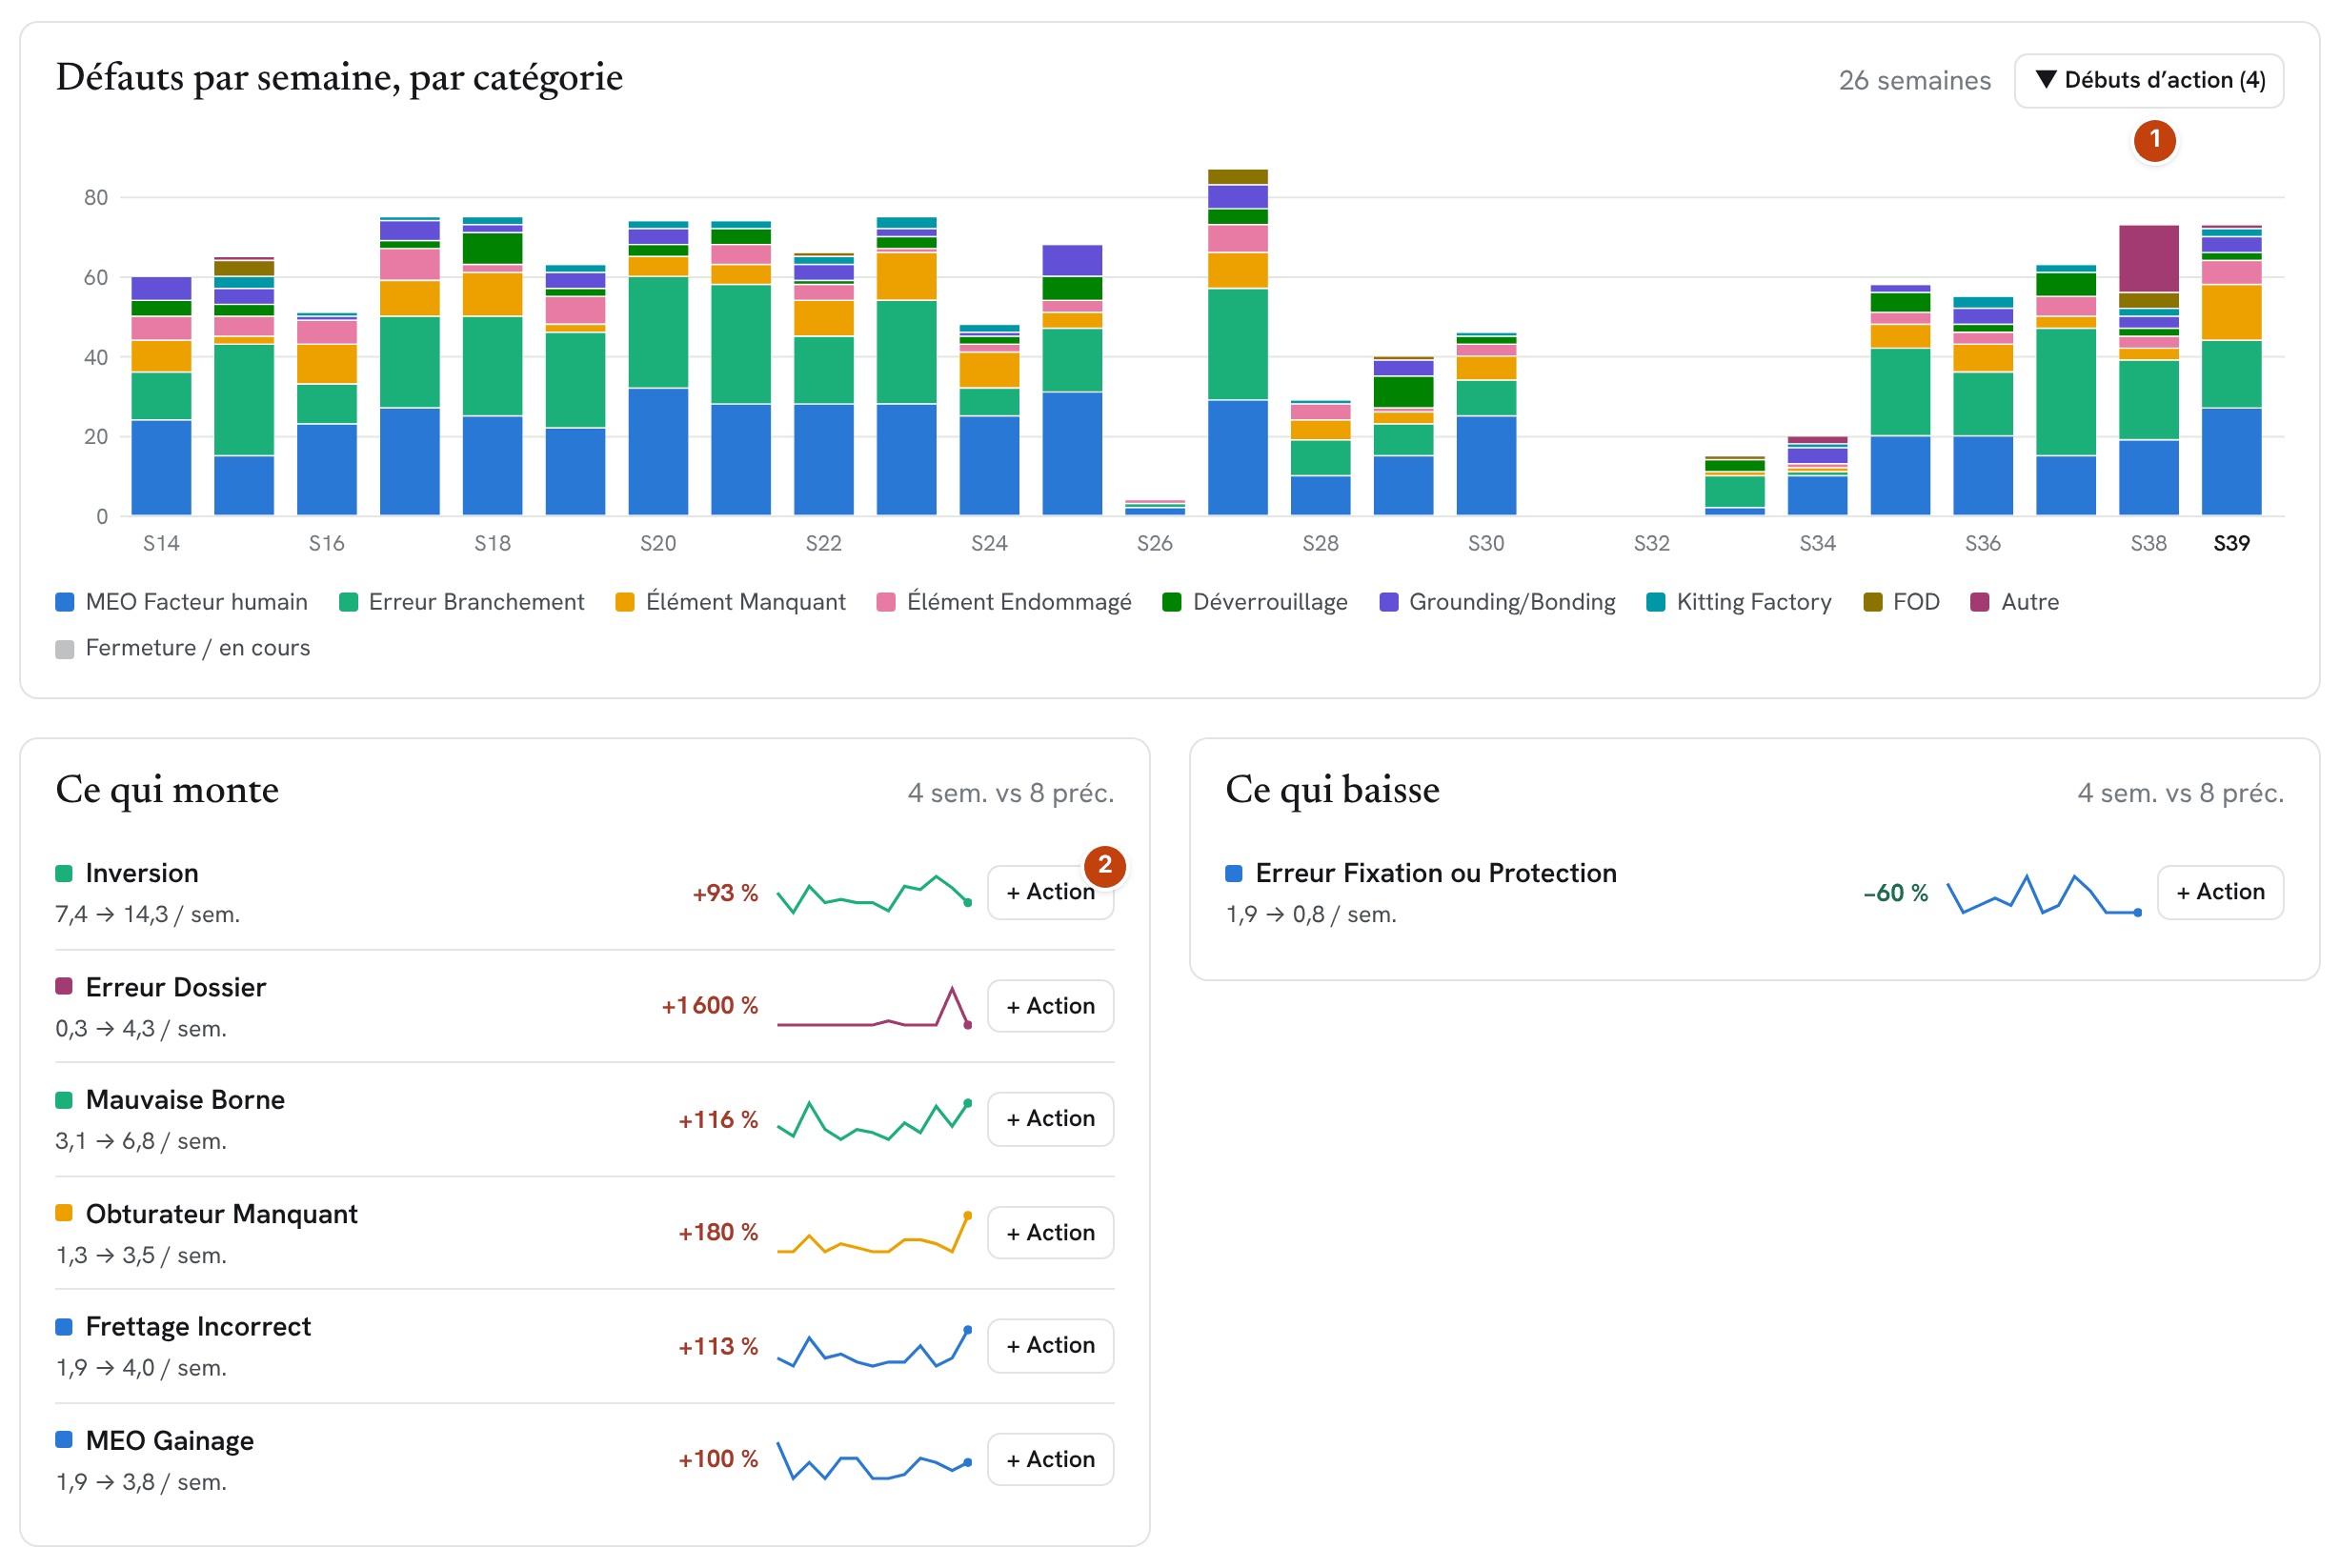 Défauts par semaine, par catégorie
26 semaines
▼ Débuts d’action (4)
1
80
60
40
20
0
S14 S16 S18 S20 S22 S24 S26 S28 S30 S32 S34 S36 S38 S39
MEO Facteur humain Erreur Branchement Élément Manquant Élément Endommagé Déverrouillage Grounding/Bonding Kitting Factory FOD Autre
Fermeture / en cours
Ce qui monte
4 sem. vs 8 préc.
2
Inversion
+93 %
+ Action
7,4 → 14,3 / sem.
Erreur Dossier
+1 600 %
+ Action
0,3 → 4,3 / sem.
Mauvaise Borne
+116 %
+ Action
3,1 → 6,8 / sem.
Obturateur Manquant
+180 %
+ Action
1,3 → 3,5 / sem.
Frettage Incorrect
+113 %
+ Action
1,9 → 4,0 / sem.
MEO Gainage
+100 %
+ Action
1,9 → 3,8 / sem.
Ce qui baisse
4 sem. vs 8 préc.
Erreur Fixation ou Protection
−60 %
+ Action
1,9 → 0,8 / sem.